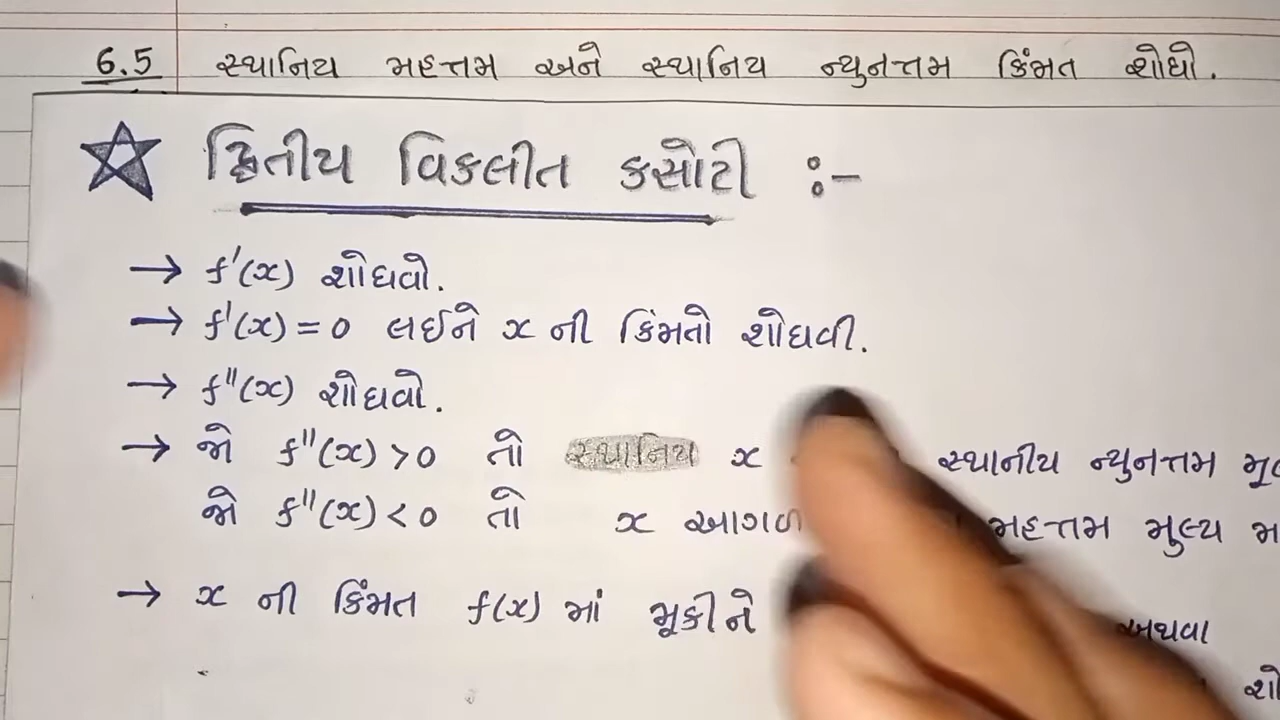 6.5 સ્થાનિય મહત્તમ અને સ્થાનિય ન્યુનત્તમ કિંમત શોધો.
દ્વિતીય વિકલીત કસોટી :-
→ f'(x) શોધવો.
→ f'(x) = 0 લઈને x ની કિંમતો શોધવી.
→ f''(x) શોધવો.
→ જો f''(x) > 0 તો સ્થાનિય x સ્થાનીય ન્યુનત્તમ
જો f''(x) < 0 તો x આગળ મહત્તમ મુલ્ય
→ x ની કિંમત f(x) માં મૂકીને અથવા